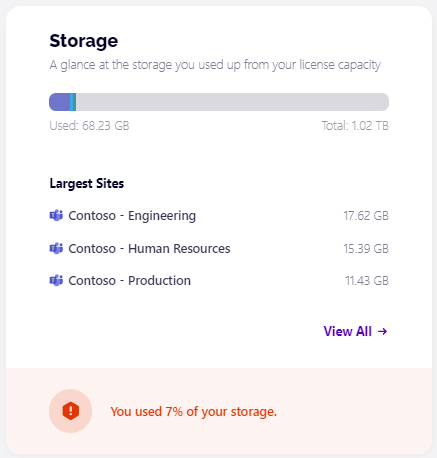 Storage
A glance at the storage you used up from your license capacity
Used: 68.23 GB Total: 1.02 TB
Largest Sites
Contoso - Engineering 17.62 GB
Contoso - Human Resources 15.39 GB
Contoso - Production 11.43 GB
View All →
You used 7% of your storage.